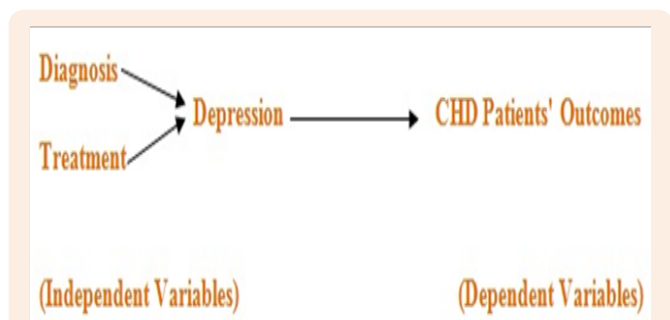 Diagnosis
Depression
CHD Patients' Outcomes
Treatment
(Independent Variables)
(Dependent Variables)